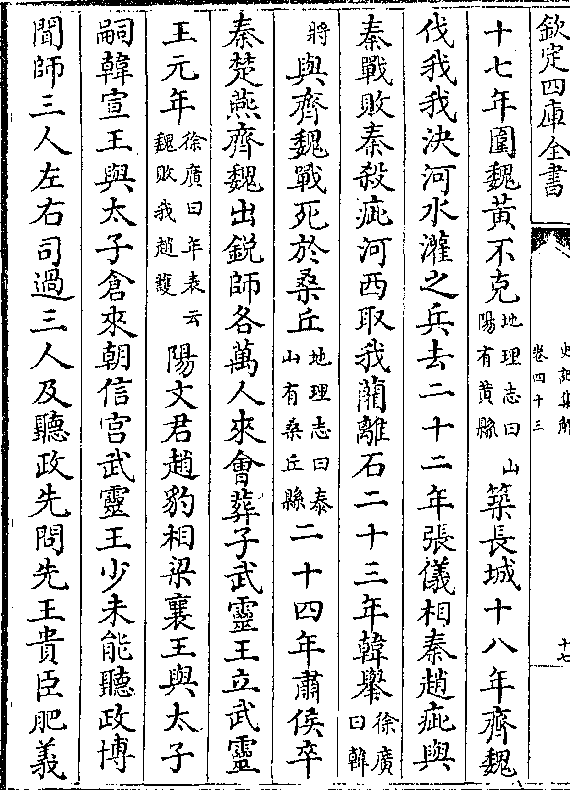 欽定四庫全書
史記集解
卷四十三
十七
十七年圍魏黃不克地理志曰山陽有黃縣築長城十八年齊魏
伐我我決河水灌之兵去二十二年張儀相秦趙疵與
秦戰敗秦殺疵河西取我藺離石二十三年韓舉徐廣曰韓
將與齊魏戰死於桑丘地理志曰泰山有桑丘縣二十四年肅侯卒
秦楚燕齊魏出銳師各萬人來會葬子武靈王立武靈
王元年徐廣曰年表云魏敗我趙護陽文君趙豹相梁襄王與太子
嗣韓宣王與太子倉來朝信宫武靈王少未能聽政博
聞師三人左右司過三人及聽政先問先王貴臣肥義